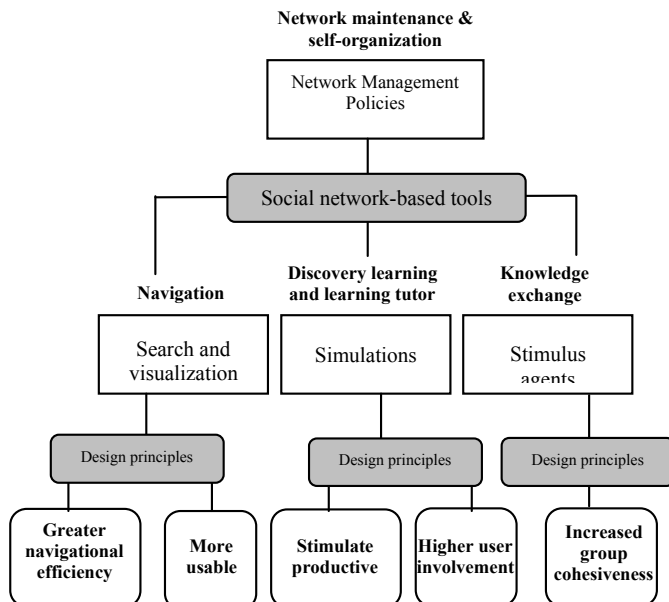 Network maintenance &
self-organization
Network Management
Policies
Social network-based tools
Navigation
Discovery learning
and learning tutor
Knowledge
exchange
Search and
visualization
Simulations
Stimulus
agents
Design principles
Design principles
Design principles
Greater
navigational
efficiency
More
usable
Stimulate
productive
Higher user
involvement
Increased
group
cohesiveness